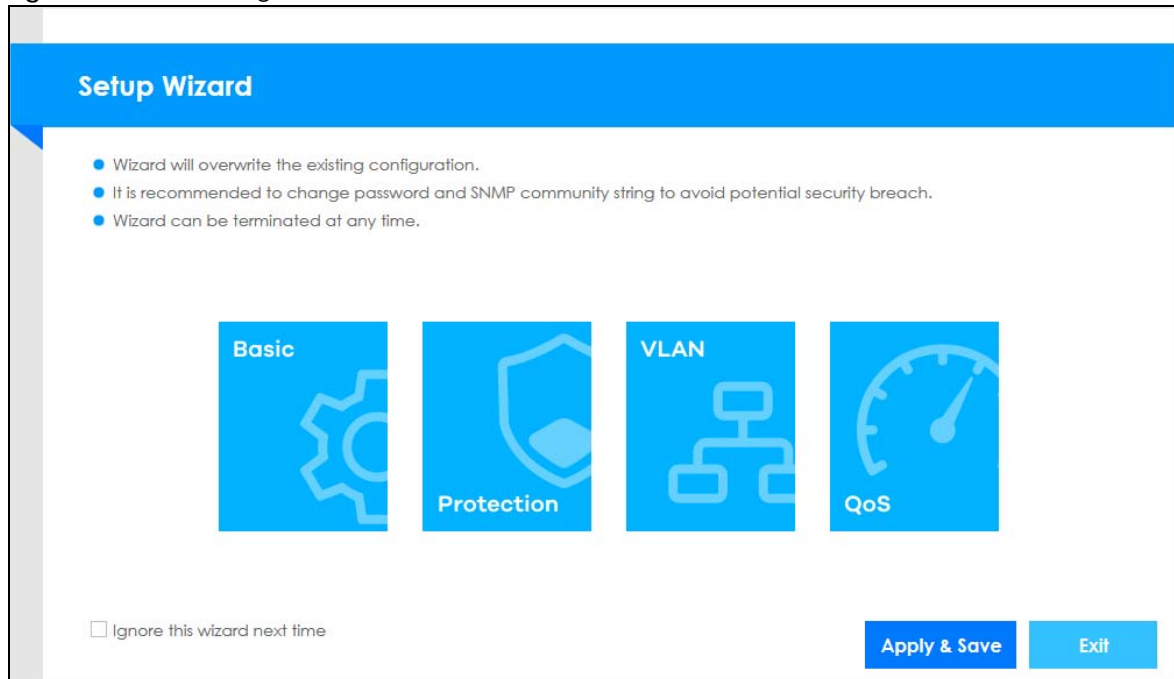 Setup Wizard
Wizard will overwrite the existing configuration.
It is recommended to change password and SNMP community string to avoid potential security breach.
Wizard can be terminated at any time.
Basic
Protection
VLAN
QoS
Ignore this wizard next time
Apply & Save
Exit